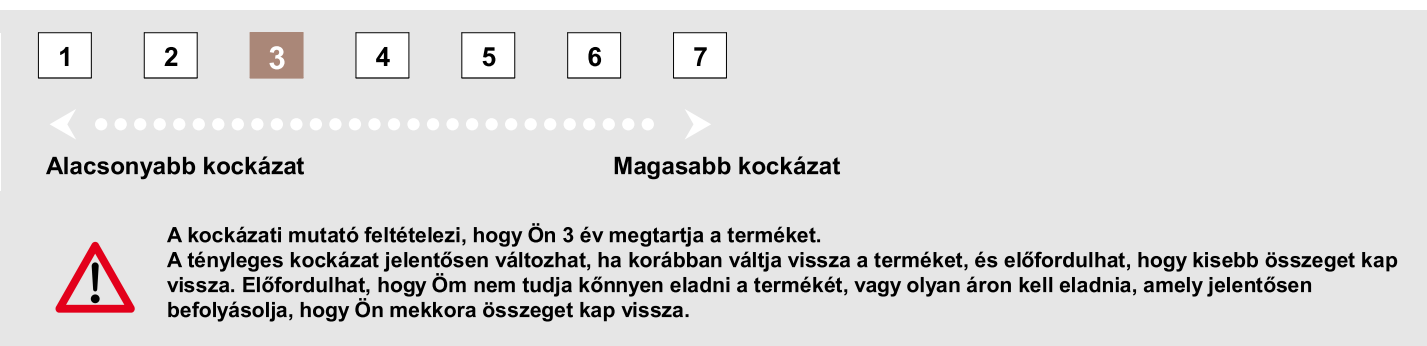 1 2 3 4 5 6 7
Alacsonyabb kockázat Magasabb kockázat
A kockázati mutató feltételezi, hogy Ön 3 év megtartja a terméket.
A tényleges kockázat jelentősen változhat, ha korábban váltja vissza a terméket, és előfordulhat, hogy kisebb összeget kap
vissza. Előfordulhat, hogy Öm nem tudja kőnnyen eladni a termékét, vagy olyan áron kell eladnia, amely jelentősen
befolyásolja, hogy Ön mekkora összeget kap vissza.